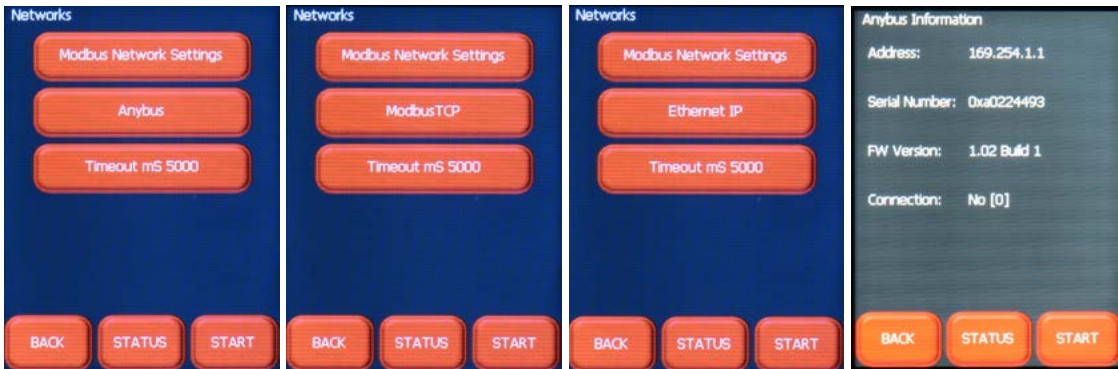 Networks
Modbus Network Settings
Anybus
Timeout mS 5000
BACK STATUS START
Networks
Modbus Network Settings
ModbusTCP
Timeout mS 5000
BACK STATUS START
Networks
Modbus Network Settings
Ethernet IP
Timeout mS 5000
BACK STATUS START
Anybus Information
Address: 169.254.1.1
Serial Number: 0xa0224493
FW Version: 1.02 Build 1
Connection: No [0]
BACK STATUS START